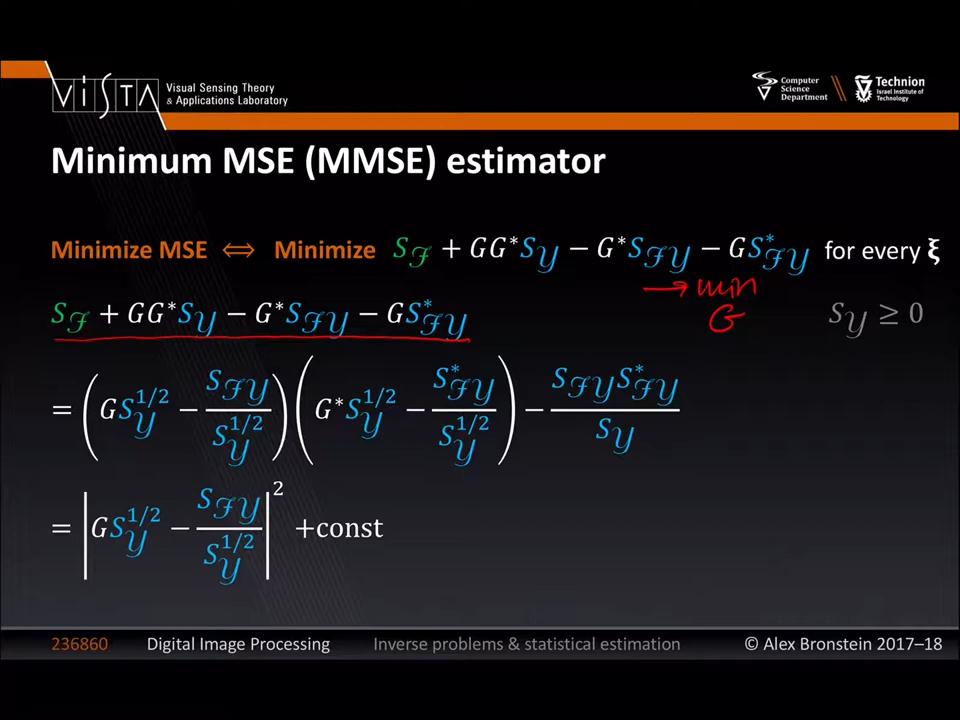 VISTA Visual Sensing Theory & Applications Laboratory
Computer Science Department
Technion Israel Institute of Technology
Minimum MSE (MMSE) estimator
Minimize MSE ⟺ Minimize S_ℱ + GG*S_𝒴 − G*S_ℱ𝒴 − GS*_ℱ𝒴 for every ξ
→ min G
S_ℱ + GG*S_𝒴 − G*S_ℱ𝒴 − GS*_ℱ𝒴 S_𝒴 ≥ 0
= (GS_𝒴^{1/2} − S_ℱ𝒴 / S_𝒴^{1/2}) (G*S_𝒴^{1/2} − S*_ℱ𝒴 / S_𝒴^{1/2}) − S_ℱ𝒴 S*_ℱ𝒴 / S_𝒴
= |GS_𝒴^{1/2} − S_ℱ𝒴 / S_𝒴^{1/2}|² +const
236860 Digital Image Processing Inverse problems & statistical estimation © Alex Bronstein 2017–18